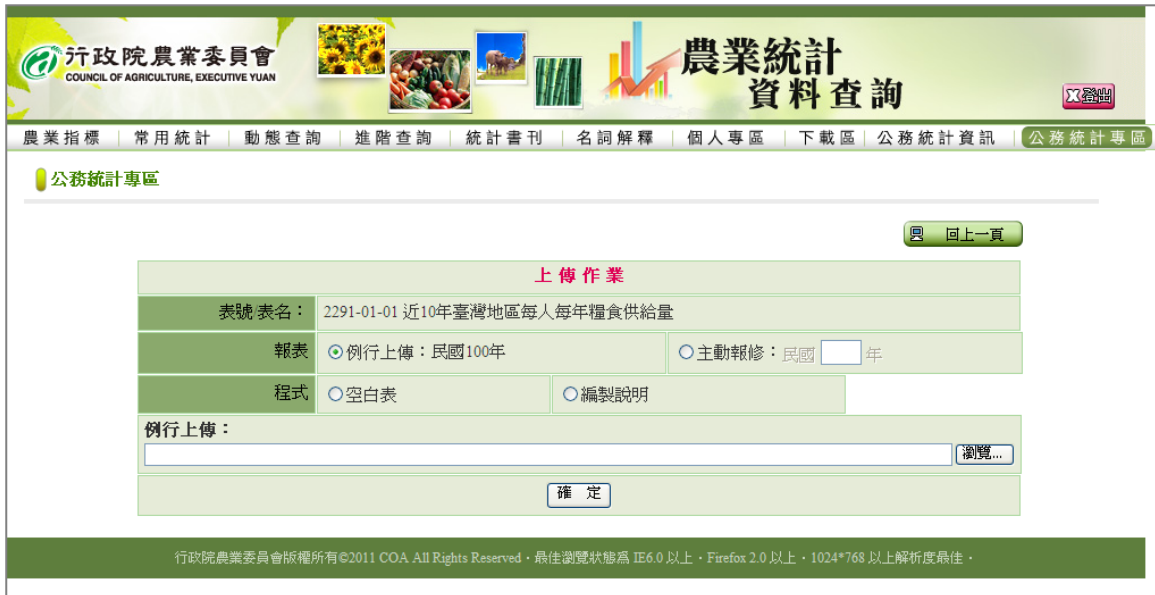 行政院農業委員會
COUNCIL OF AGRICULTURE, EXECUTIVE YUAN
農業統計
資料查詢
X登出
農業指標 | 常用統計 | 動態查詢 | 進階查詢 | 統計書刊 | 名詞解釋 | 個人專區 | 下載區 | 公務統計資訊 | 公務統計專區
公務統計專區
回上一頁
上傳作業
表號/表名： 2291-01-01 近10年臺灣地區每人每年糧食供給量
報表 例行上傳：民國100年 主動報修：民國 年
程式 空白表 編製說明
例行上傳：
瀏覽...
確 定
行政院農業委員會版權所有©2011 COA All Rights Reserved・最佳瀏覽狀態為 IE6.0 以上・Firefox 2.0 以上・1024*768 以上解析度最佳・